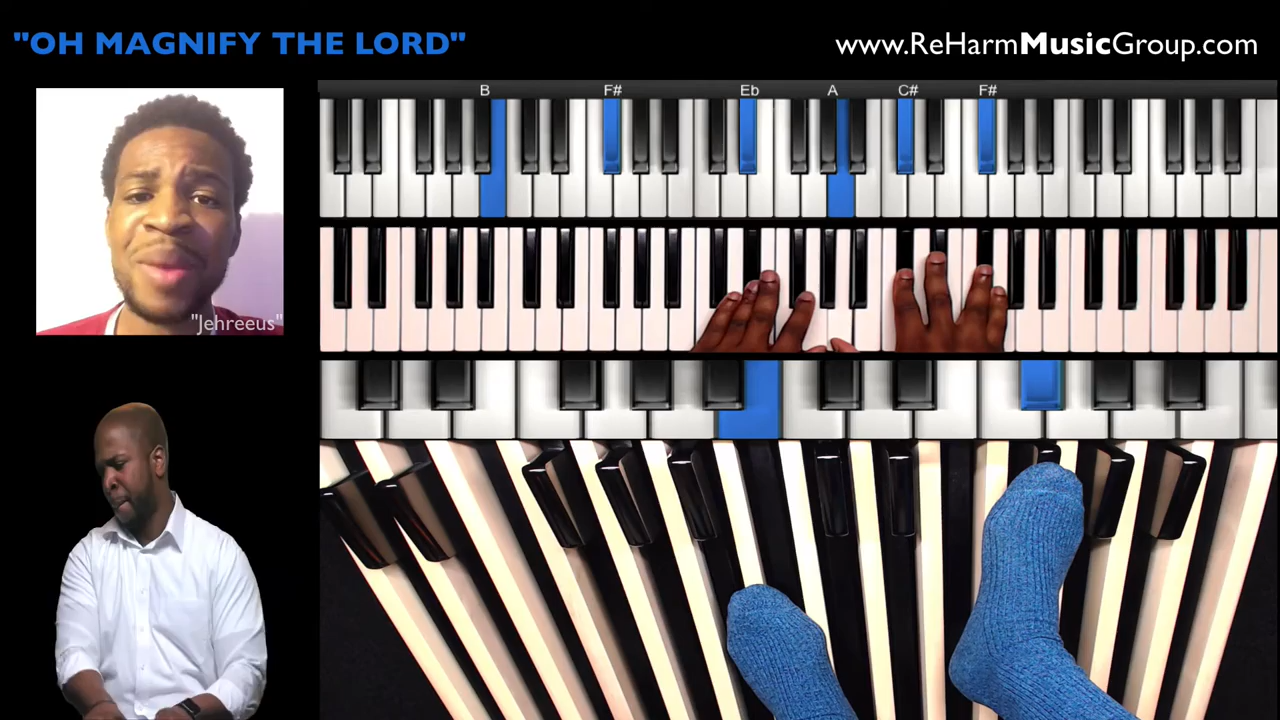 "OH MAGNIFY THE LORD"
www.ReHarmMusicGroup.com
B F# Eb A C# F#
"Jehreeus"